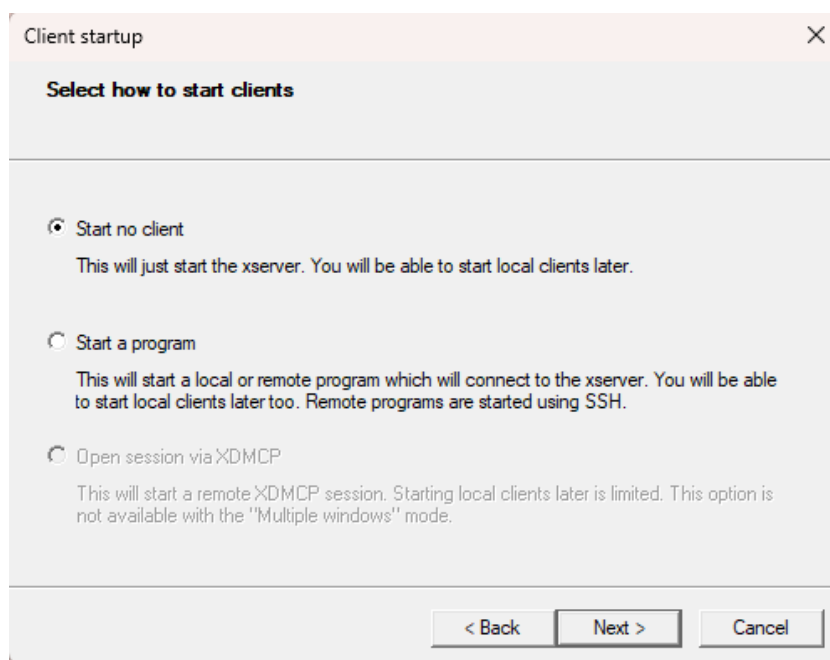 Client startup
Select how to start clients
Start no client
This will just start the xserver. You will be able to start local clients later.
Start a program
This will start a local or remote program which will connect to the xserver. You will be able
to start local clients later too. Remote programs are started using SSH.
Open session via XDMCP
This will start a remote XDMCP session. Starting local clients later is limited. This option is
not available with the "Multiple windows" mode.
< Back
Next >
Cancel